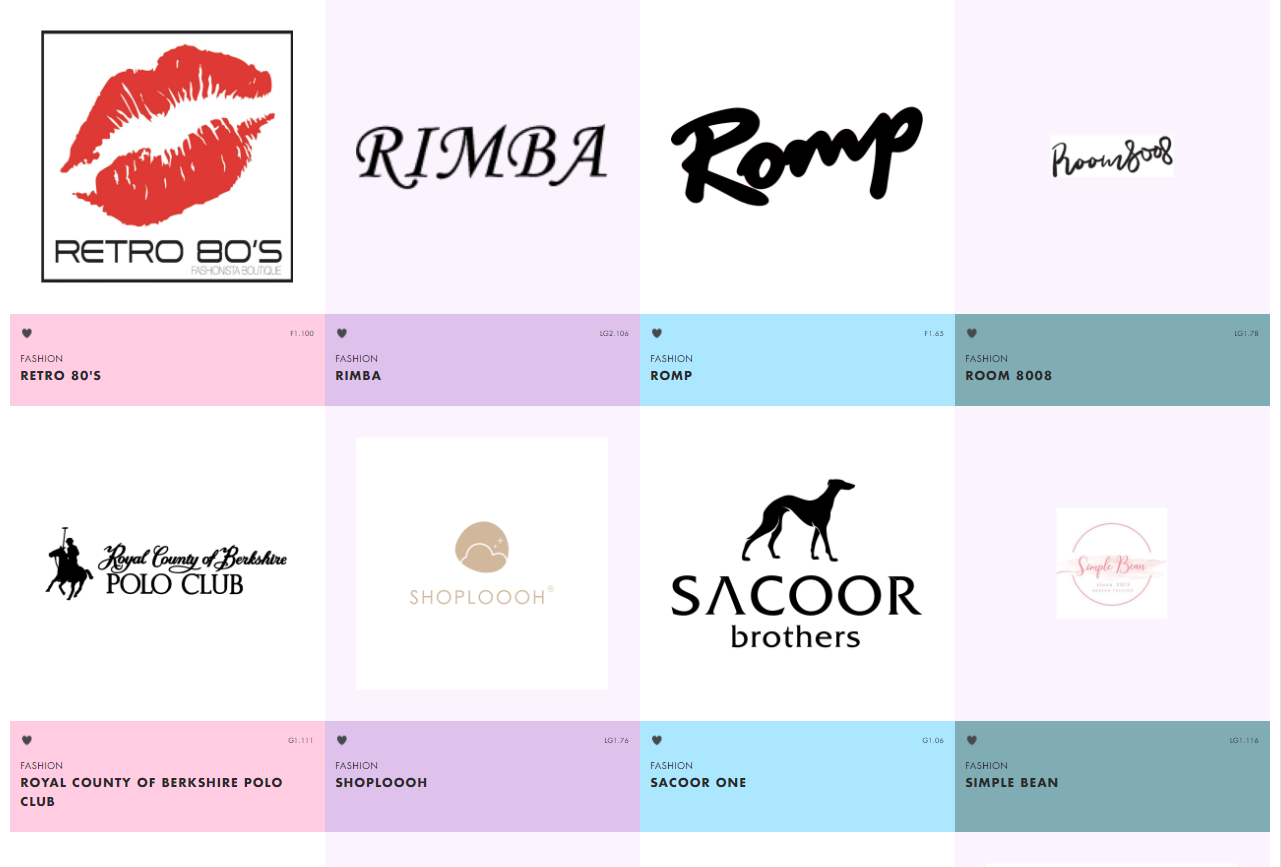 RETRO 80'S
FASHIONISTA BOUTIQUE
RIMBA
Romp
Room8008
F1.100
FASHION
RETRO 80'S
LG2.106
FASHION
RIMBA
F1.65
FASHION
ROMP
LG1.78
FASHION
ROOM 8008
Royal County of Berkshire
POLO CLUB
SHOPLOOOH®
SACOOR
brothers
Simple Bean
G1.111
FASHION
ROYAL COUNTY OF BERKSHIRE POLO
CLUB
LG1.76
FASHION
SHOPLOOOH
G1.06
FASHION
SACOOR ONE
LG1.116
FASHION
SIMPLE BEAN